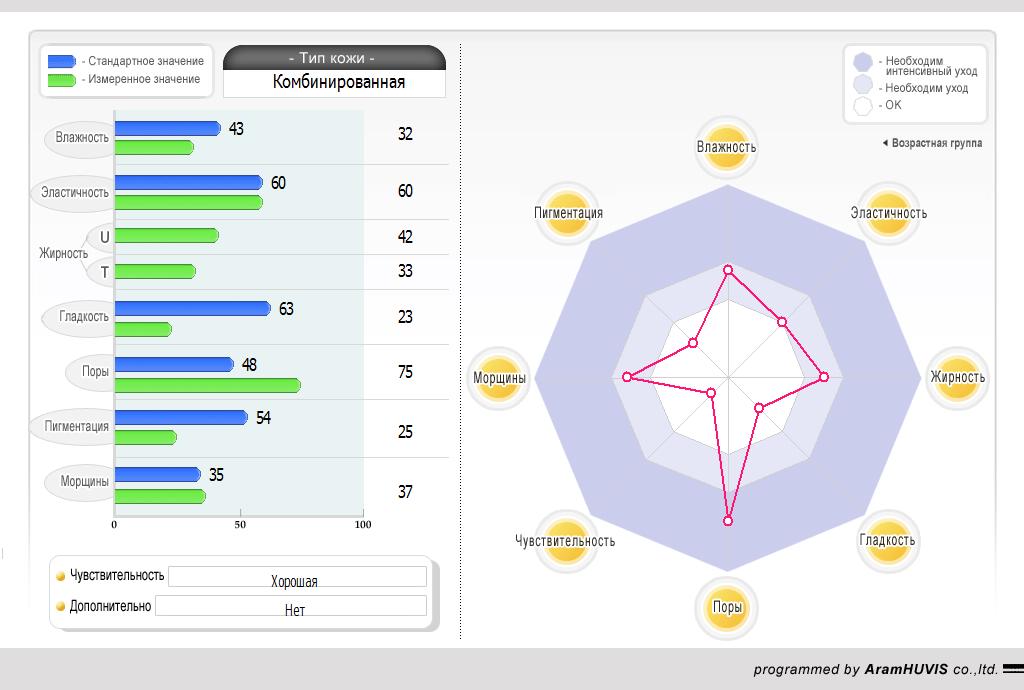 - Стандартное значение
- Измеренное значение
- Тип кожи -
Комбинированная
Влажность
43
32
Эластичность
60
60
Жирность
U
42
T
33
Гладкость
63
23
Поры
48
75
Пигментация
54
25
Морщины
35
37
0
50
100
Чувствительность
Хорошая
Дополнительно
Нет
- Необходим
интенсивный уход
- Необходим уход
- OK
Возрастная группа
Влажность
Пигментация
Эластичность
Морщины
Жирность
Чувствительность
Гладкость
Поры
programmed by AramHUVIS co.,ltd.